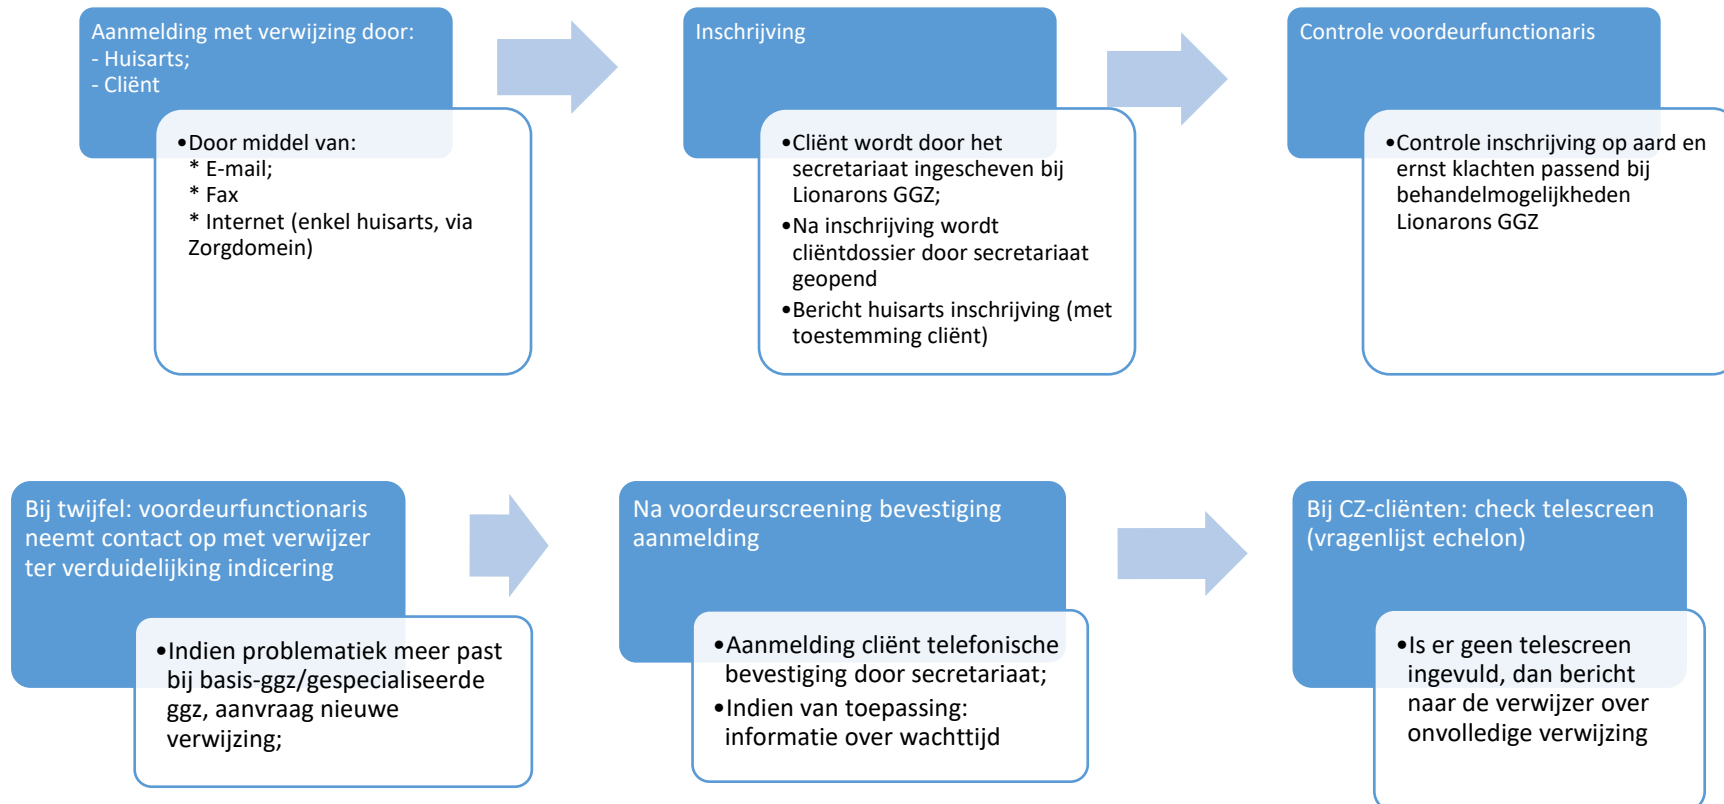 Aanmelding met verwijzing door:
- Huisarts;
- Cliënt
•Door middel van:
* E-mail;
* Fax
* Internet (enkel huisarts, via
Zorgdomein)
Inschrijving
•Cliënt wordt door het
secretariaat ingescheven bij
Lionarons GGZ;
•Na inschrijving wordt
cliëntdossier door secretariaat
geopend
•Bericht huisarts inschrijving (met
toestemming cliënt)
Controle voordeurfunctionaris
•Controle inschrijving op aard en
ernst klachten passend bij
behandelmogelijkheden
Lionarons GGZ
Bij twijfel: voordeurfunctionaris
neemt contact op met verwijzer
ter verduidelijking indicering
•Indien problematiek meer past
bij basis-ggz/gespecialiseerde
ggz, aanvraag nieuwe
verwijzing;
Na voordeurscreening bevestiging
aanmelding
•Aanmelding cliënt telefonische
bevestiging door secretariaat;
•Indien van toepassing:
informatie over wachttijd
Bij CZ-cliënten: check telescreen
(vragenlijst echelon)
•Is er geen telescreen
ingevuld, dan bericht
naar de verwijzer over
onvolledige verwijzing